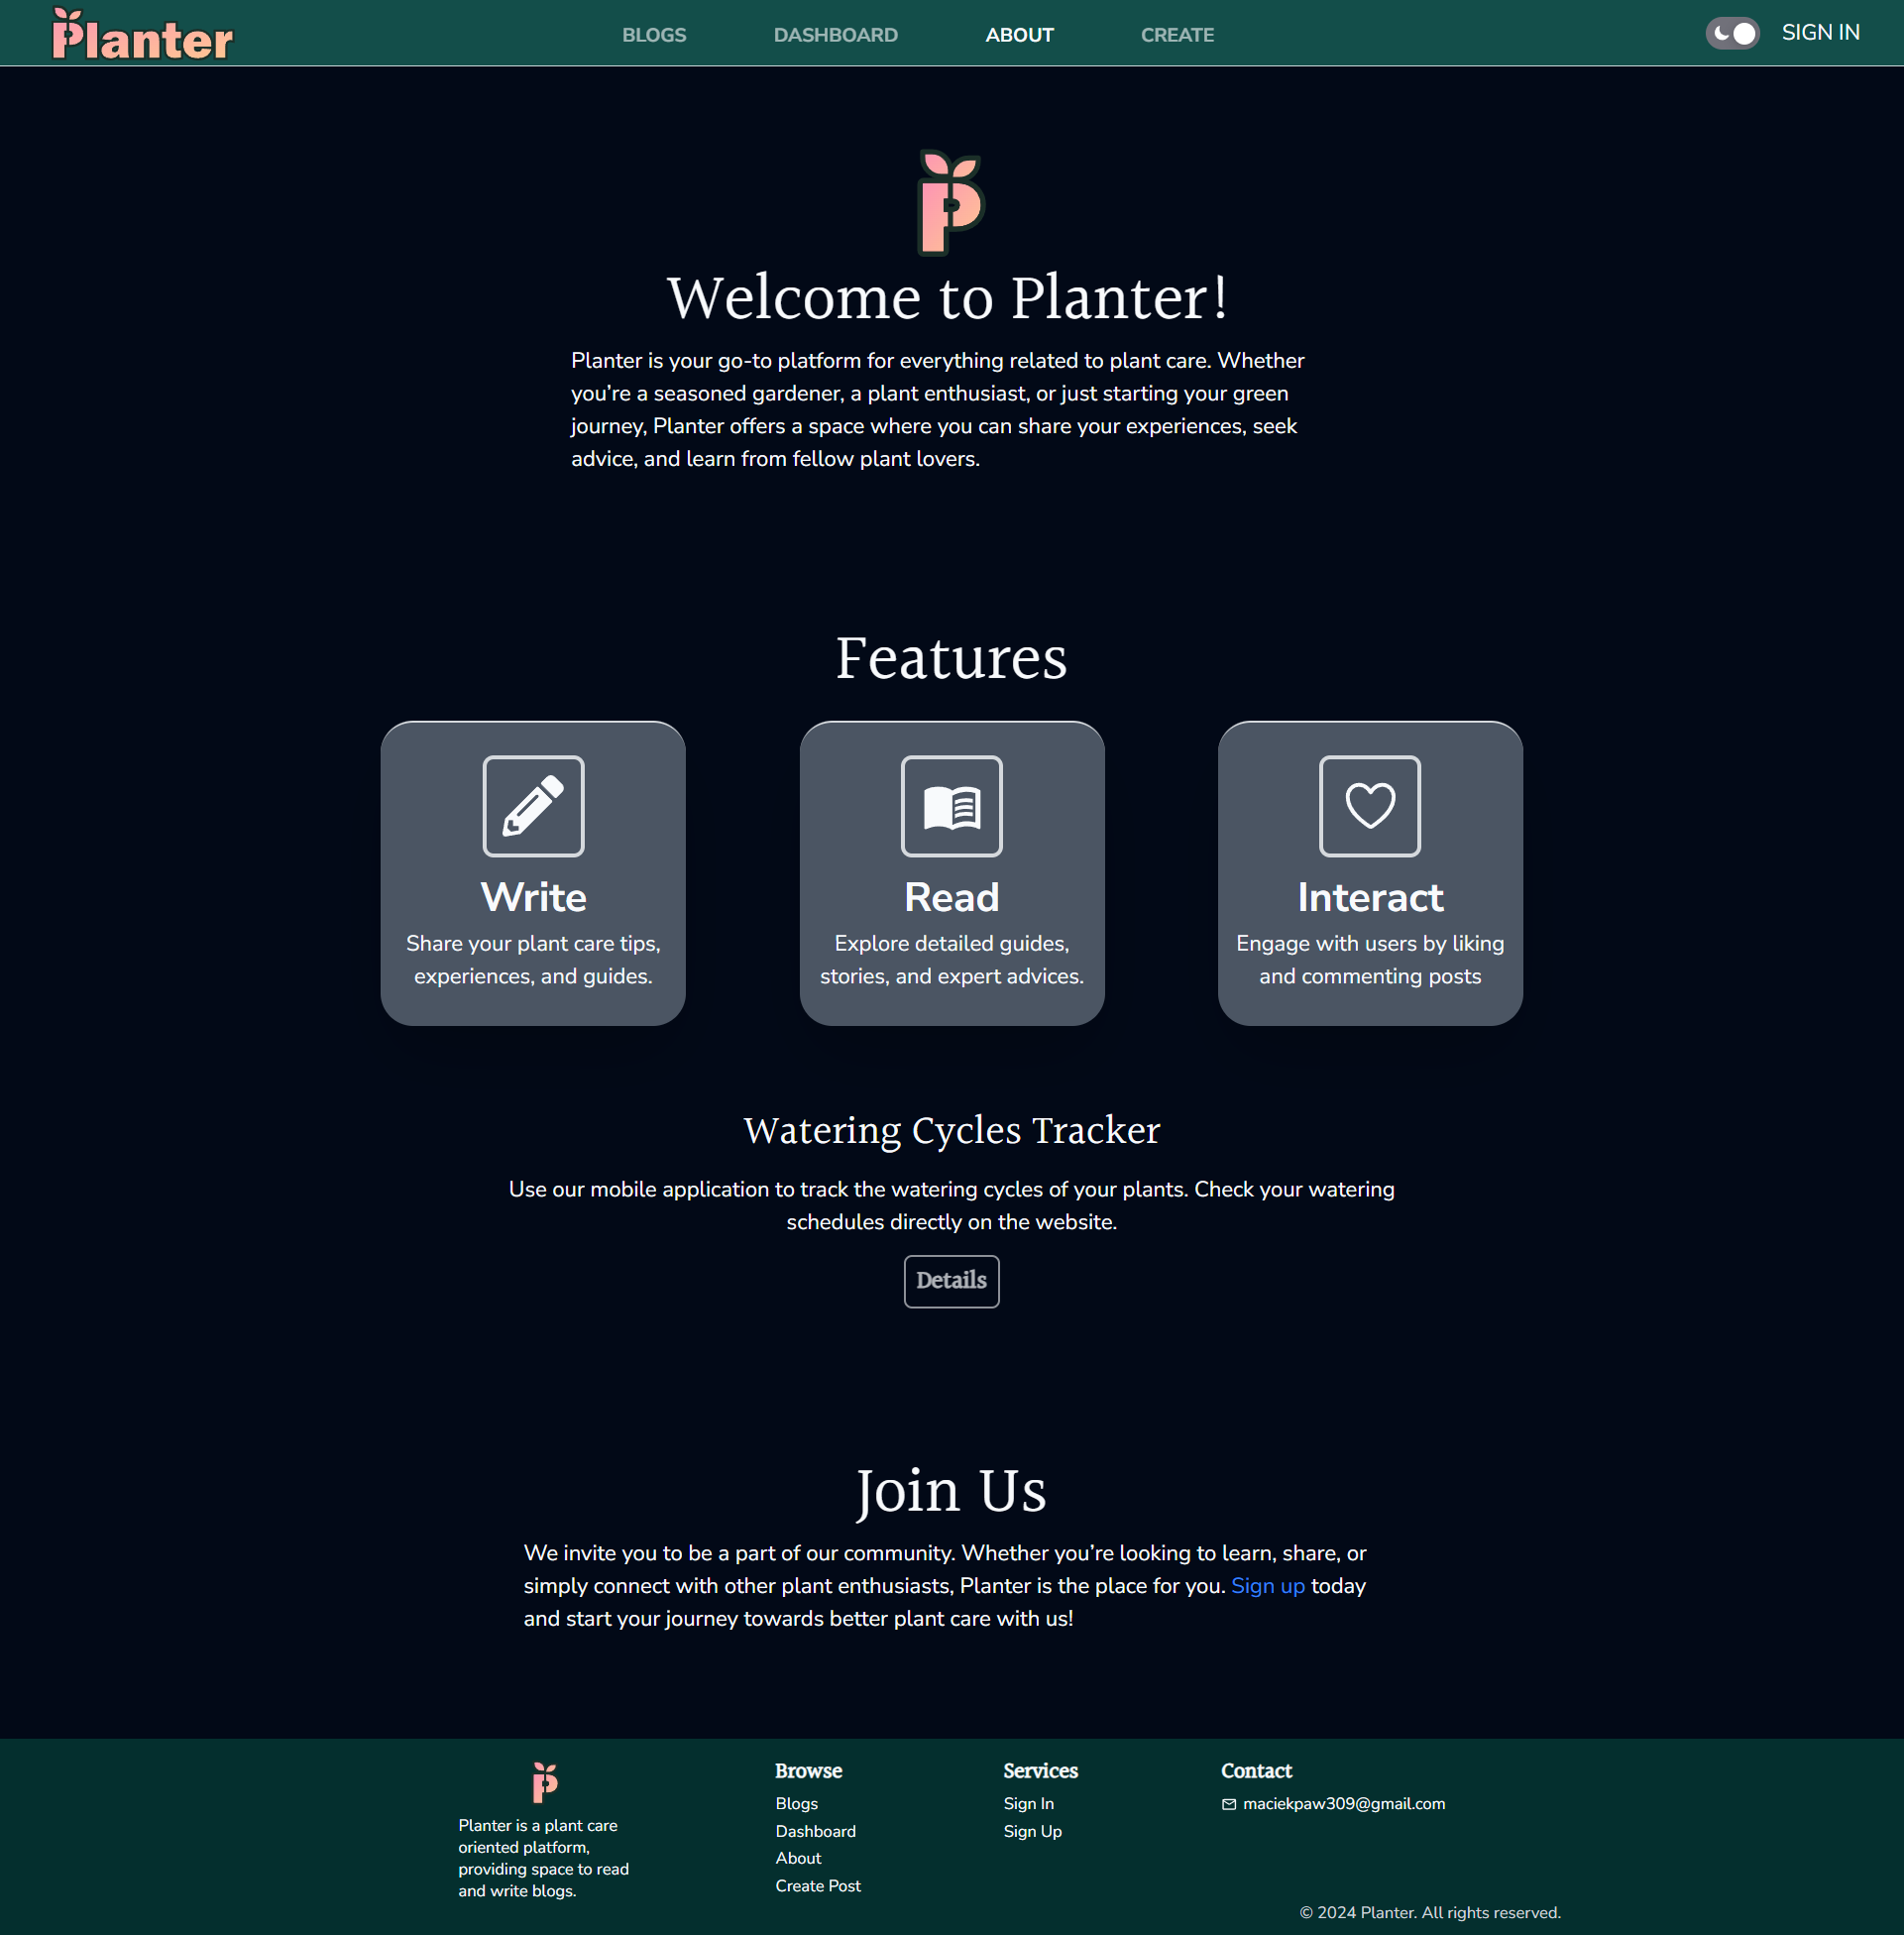 Planter
BLOGS
DASHBOARD
ABOUT
CREATE
SIGN IN
P
Welcome to Planter!
Planter is your go-to platform for everything related to plant care. Whether
you’re a seasoned gardener, a plant enthusiast, or just starting your green
journey, Planter offers a space where you can share your experiences, seek
advice, and learn from fellow plant lovers.
Features
Write
Share your plant care tips,
experiences, and guides.
Read
Explore detailed guides,
stories, and expert advices.
Interact
Engage with users by liking
and commenting posts
Watering Cycles Tracker
Use our mobile application to track the watering cycles of your plants. Check your watering
schedules directly on the website.
Details
Join Us
We invite you to be a part of our community. Whether you’re looking to learn, share, or
simply connect with other plant enthusiasts, Planter is the place for you. Sign up today
and start your journey towards better plant care with us!
P
Planter is a plant care
oriented platform,
providing space to read
and write blogs.
Browse
Blogs
Dashboard
About
Create Post
Services
Sign In
Sign Up
Contact
maciekpaw309@gmail.com
© 2024 Planter. All rights reserved.